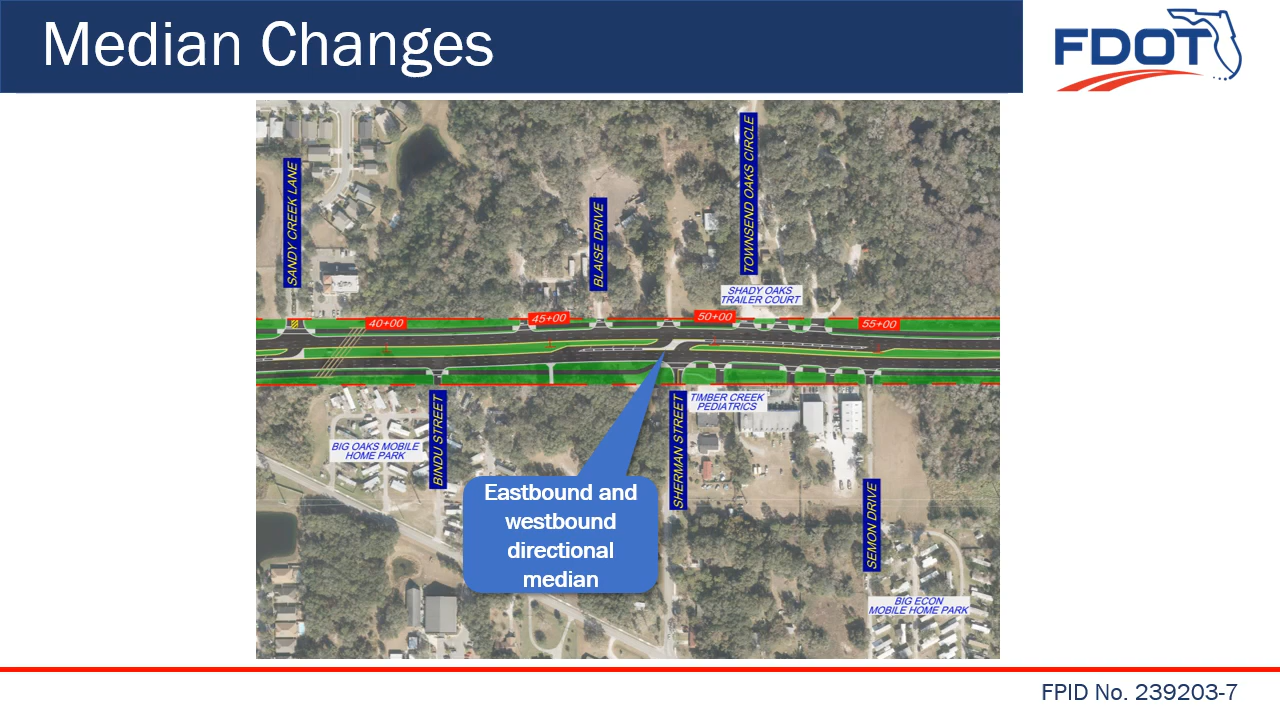 Median Changes
FDOT
SANDY CREEK LANE
BLAISE DRIVE
TOWNSEND OAKS CIRCLE
SHADY OAKS
TRAILER COURT
40+00
45+00
50+00
55+00
BINDU STREET
SHERMAN STREET
TIMBER CREEK
PEDIATRICS
BIG OAKS MOBILE
HOME PARK
Eastbound and
westbound
directional
median
SEMON DRIVE
BIG ECON
MOBILE HOME PARK
FPID No. 239203-7